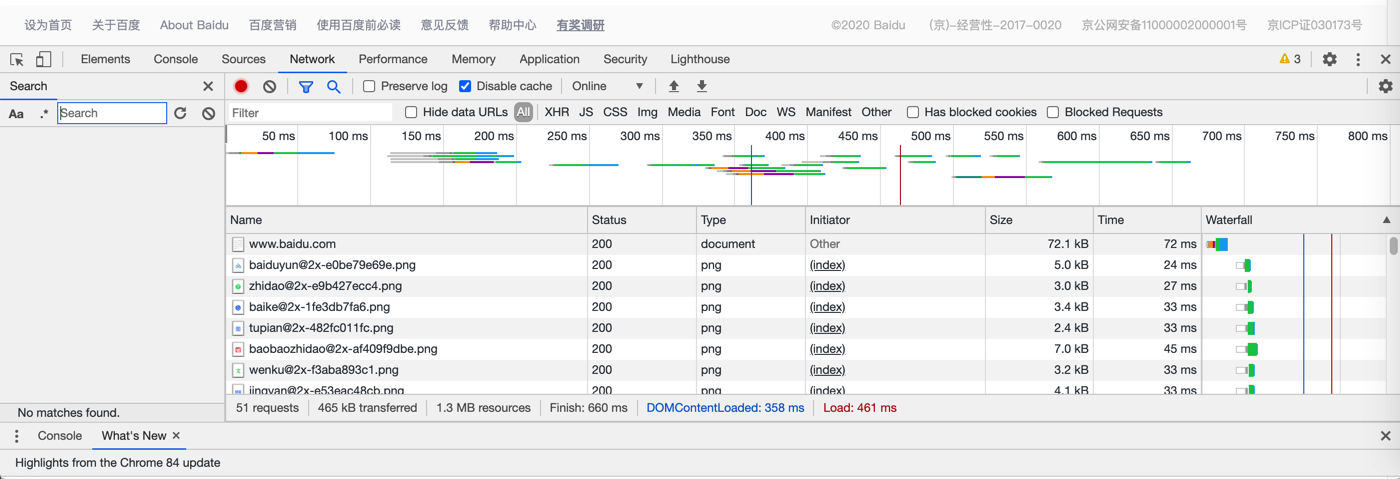 设为首页 关于百度 About Baidu 百度营销 使用百度前必读 意见反馈 帮助中心 有奖调研 ©2020 Baidu (京)-经营性-2017-0020 京公网安备11000002000001号 京ICP证030173号
Elements Console Sources Network Performance Memory Application Security Lighthouse 3
Search
Preserve log Disable cache Online
Aa .* Search
Filter Hide data URLs All XHR JS CSS Img Media Font Doc WS Manifest Other Has blocked cookies Blocked Requests
50 ms 100 ms 150 ms 200 ms 250 ms 300 ms 350 ms 400 ms 450 ms 500 ms 550 ms 600 ms 650 ms 700 ms 750 ms 800 ms
Name Status Type Initiator Size Time Waterfall
www.baidu.com 200 document Other 72.1 kB 72 ms
baiduyun@2x-e0be79e69e.png 200 png (index) 5.0 kB 24 ms
zhidao@2x-e9b427ecc4.png 200 png (index) 3.0 kB 27 ms
baike@2x-1fe3db7fa6.png 200 png (index) 3.4 kB 33 ms
tupian@2x-482fc011fc.png 200 png (index) 2.4 kB 33 ms
baobaozhidao@2x-af409f9dbe.png 200 png (index) 7.0 kB 45 ms
wenku@2x-f3aba893c1.png 200 png (index) 3.2 kB 33 ms
jingyan@2x-e53eac48cb.png 200 png (index) 4.1 kB 33 ms
No matches found.
51 requests 465 kB transferred 1.3 MB resources Finish: 660 ms DOMContentLoaded: 358 ms Load: 461 ms
Console What's New
Highlights from the Chrome 84 update